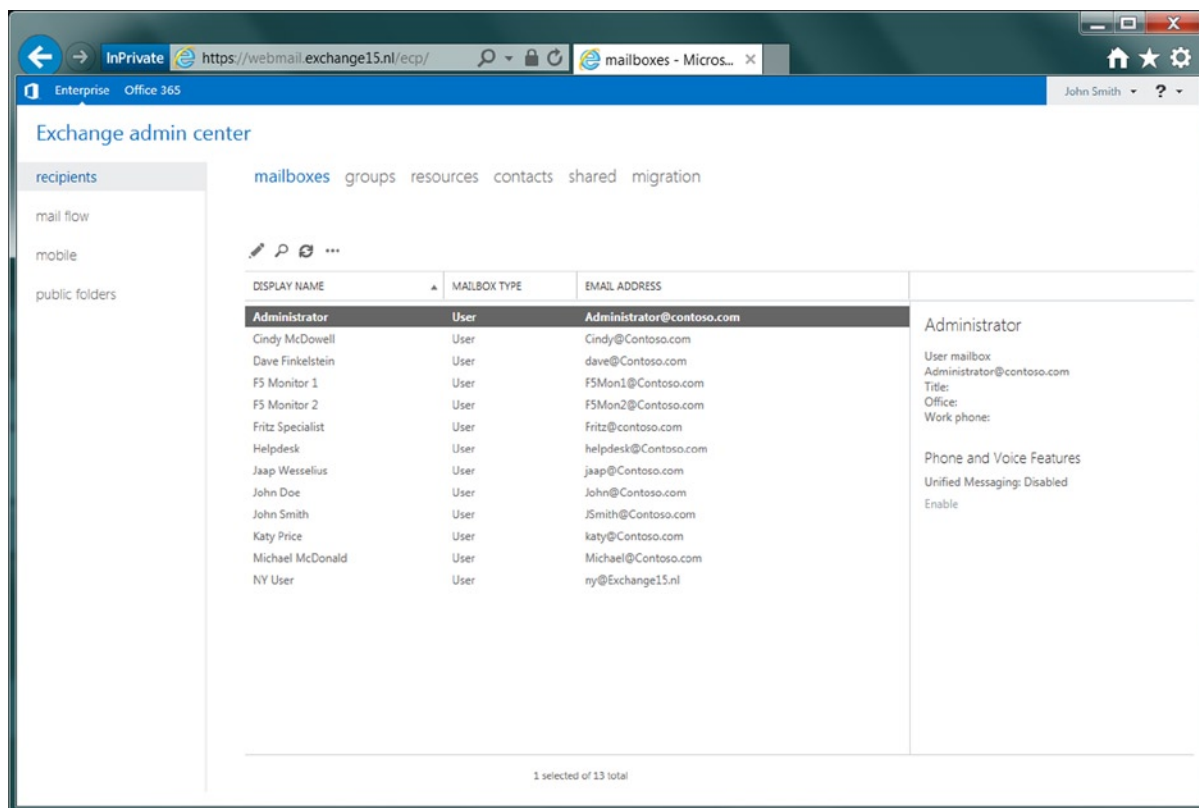 InPrivate https://webmail.exchange15.nl/ecp/ mailboxes - Micros...
Enterprise Office 365 John Smith ?
Exchange admin center
recipients
mail flow
mobile
public folders
mailboxes groups resources contacts shared migration
DISPLAY NAME MAILBOX TYPE EMAIL ADDRESS
Administrator User Administrator@contoso.com
Cindy McDowell User Cindy@Contoso.com
Dave Finkelstein User dave@Contoso.com
F5 Monitor 1 User F5Mon1@Contoso.com
F5 Monitor 2 User F5Mon2@Contoso.com
Fritz Specialist User Fritz@contoso.com
Helpdesk User helpdesk@Contoso.com
Jaap Wesselius User jaap@Contoso.com
John Doe User John@Contoso.com
John Smith User JSmith@Contoso.com
Katy Price User katy@Contoso.com
Michael McDonald User Michael@Contoso.com
NY User User ny@Exchange15.nl
1 selected of 13 total
Administrator
User mailbox
Administrator@contoso.com
Title:
Office:
Work phone:
Phone and Voice Features
Unified Messaging: Disabled
Enable